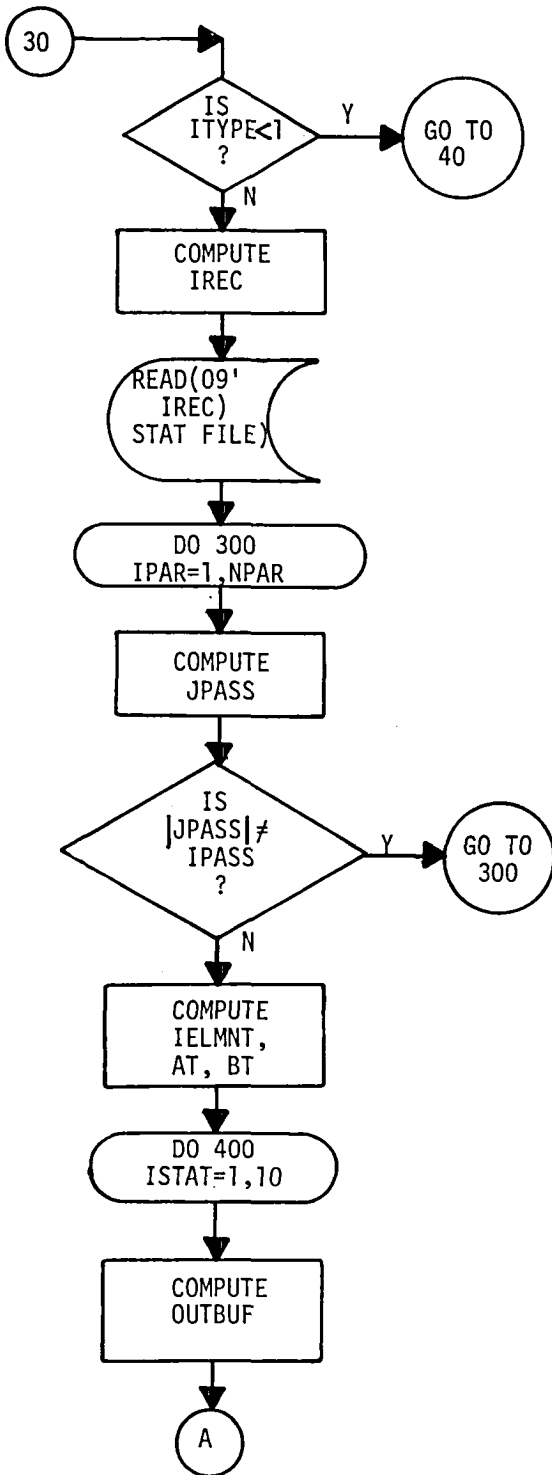 30
IS
ITYPE<1
?
Y
GO TO
40
N
COMPUTE
IREC
READ(09'
IREC)
STAT FILE)
DO 300
IPAR=1,NPAR
COMPUTE
JPASS
IS
|JPASS|≠
IPASS
?
Y
GO TO
300
N
COMPUTE
IELMNT,
AT, BT
DO 400
ISTAT=1,10
COMPUTE
OUTBUF
A